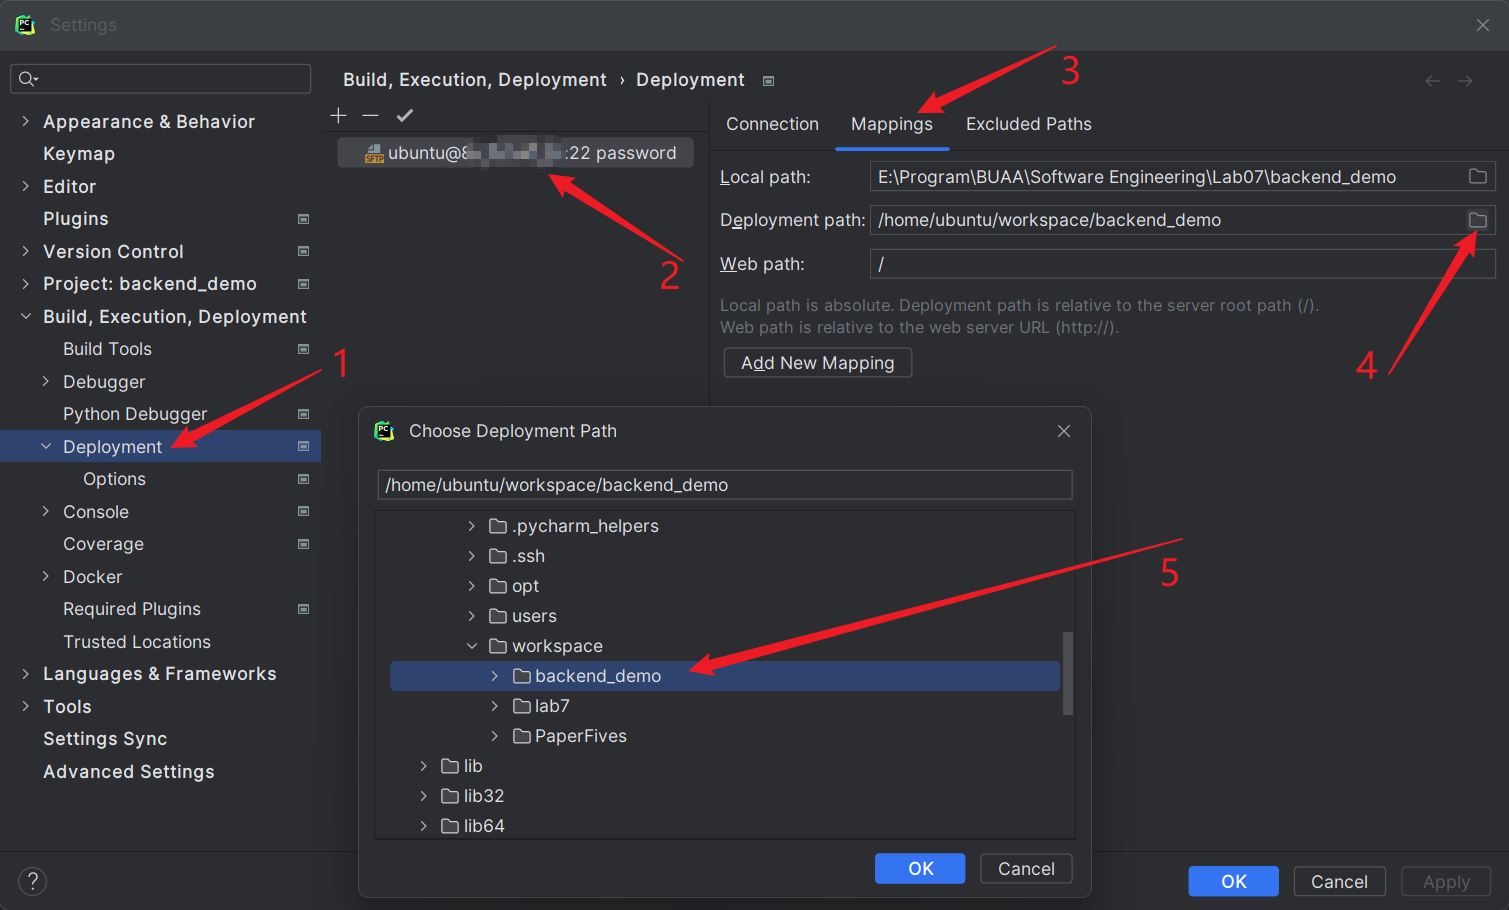 Settings
Appearance & Behavior
Keymap
Editor
Plugins
Version Control
Project: backend_demo
Build, Execution, Deployment
Build Tools
Debugger
Python Debugger
Deployment
Options
Console
Coverage
Docker
Required Plugins
Trusted Locations
Languages & Frameworks
Tools
Settings Sync
Advanced Settings
1
Build, Execution, Deployment › Deployment
3
SFTP ubuntu@8 :22 password
2
Connection Mappings Excluded Paths
Local path: E:\Program\BUAA\Software Engineering\Lab07\backend_demo
Deployment path: /home/ubuntu/workspace/backend_demo
Web path: /
Local path is absolute. Deployment path is relative to the server root path (/).
Web path is relative to the web server URL (http://).
4
Add New Mapping
PC Choose Deployment Path
/home/ubuntu/workspace/backend_demo
.pycharm_helpers
.ssh
opt
users
workspace
backend_demo
lab7
PaperFives
lib
lib32
lib64
5
OK Cancel
? OK Cancel Apply